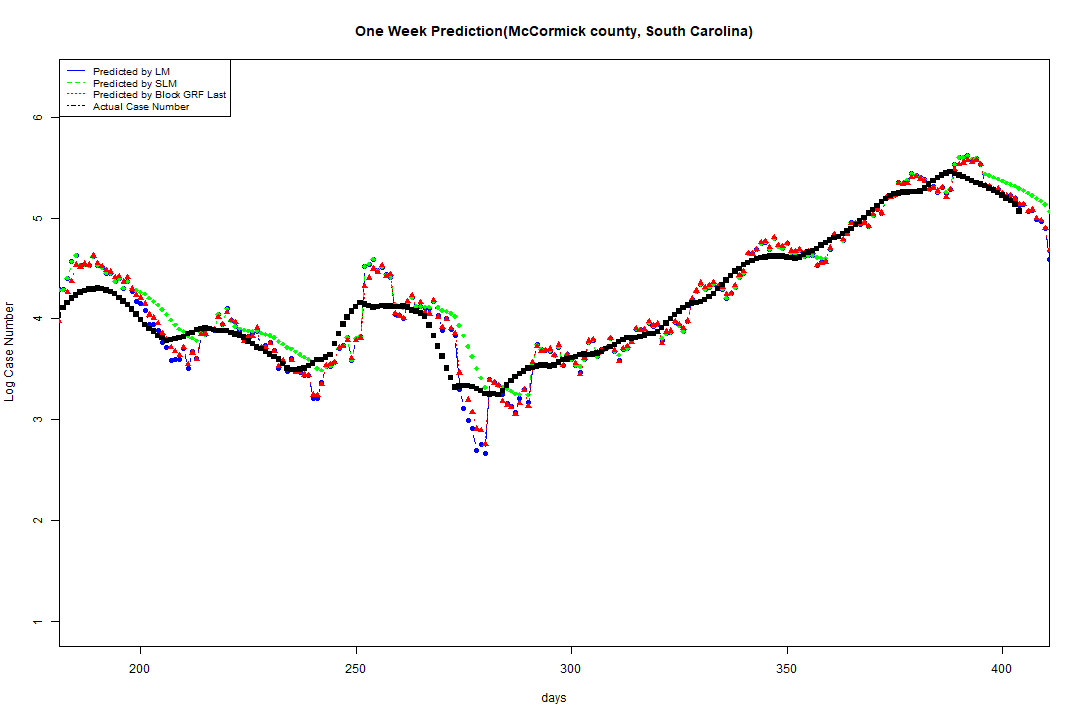 One Week Prediction(McCormick county, South Carolina)
Predicted by LM
Predicted by SLM
Predicted by Block GRF Last
Actual Case Number
Log Case Number
6
5
4
3
2
1
200 250 300 350 400
days